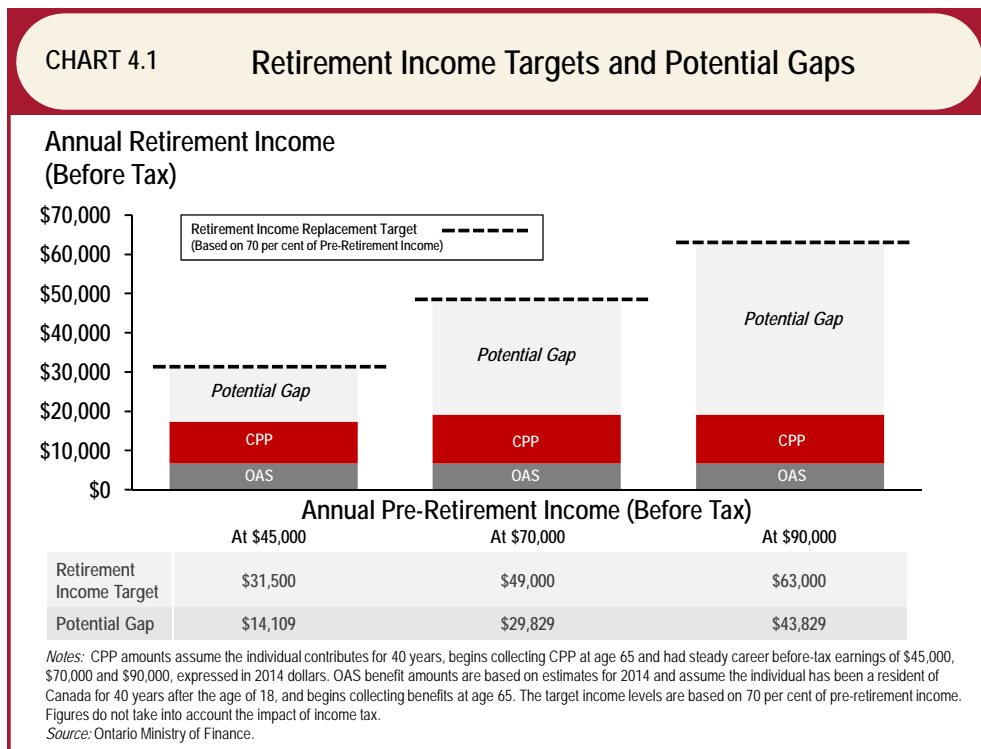 CHART 4.1 Retirement Income Targets and Potential Gaps
Annual Retirement Income
(Before Tax)
$70,000
$60,000
$50,000
$40,000
$30,000
$20,000
$10,000
$0
Retirement Income Replacement Target
(Based on 70 per cent of Pre-Retirement Income)
Potential Gap
CPP
OAS
Potential Gap
CPP
OAS
Potential Gap
CPP
OAS
Annual Pre-Retirement Income (Before Tax)
At $45,000 At $70,000 At $90,000
Retirement
Income Target $31,500 $49,000 $63,000
Potential Gap $14,109 $29,829 $43,829
Notes: CPP amounts assume the individual contributes for 40 years, begins collecting CPP at age 65 and had steady career before-tax earnings of $45,000,
$70,000 and $90,000, expressed in 2014 dollars. OAS benefit amounts are based on estimates for 2014 and assume the individual has been a resident of
Canada for 40 years after the age of 18, and begins collecting benefits at age 65. The target income levels are based on 70 per cent of pre-retirement income.
Figures do not take into account the impact of income tax.
Source: Ontario Ministry of Finance.